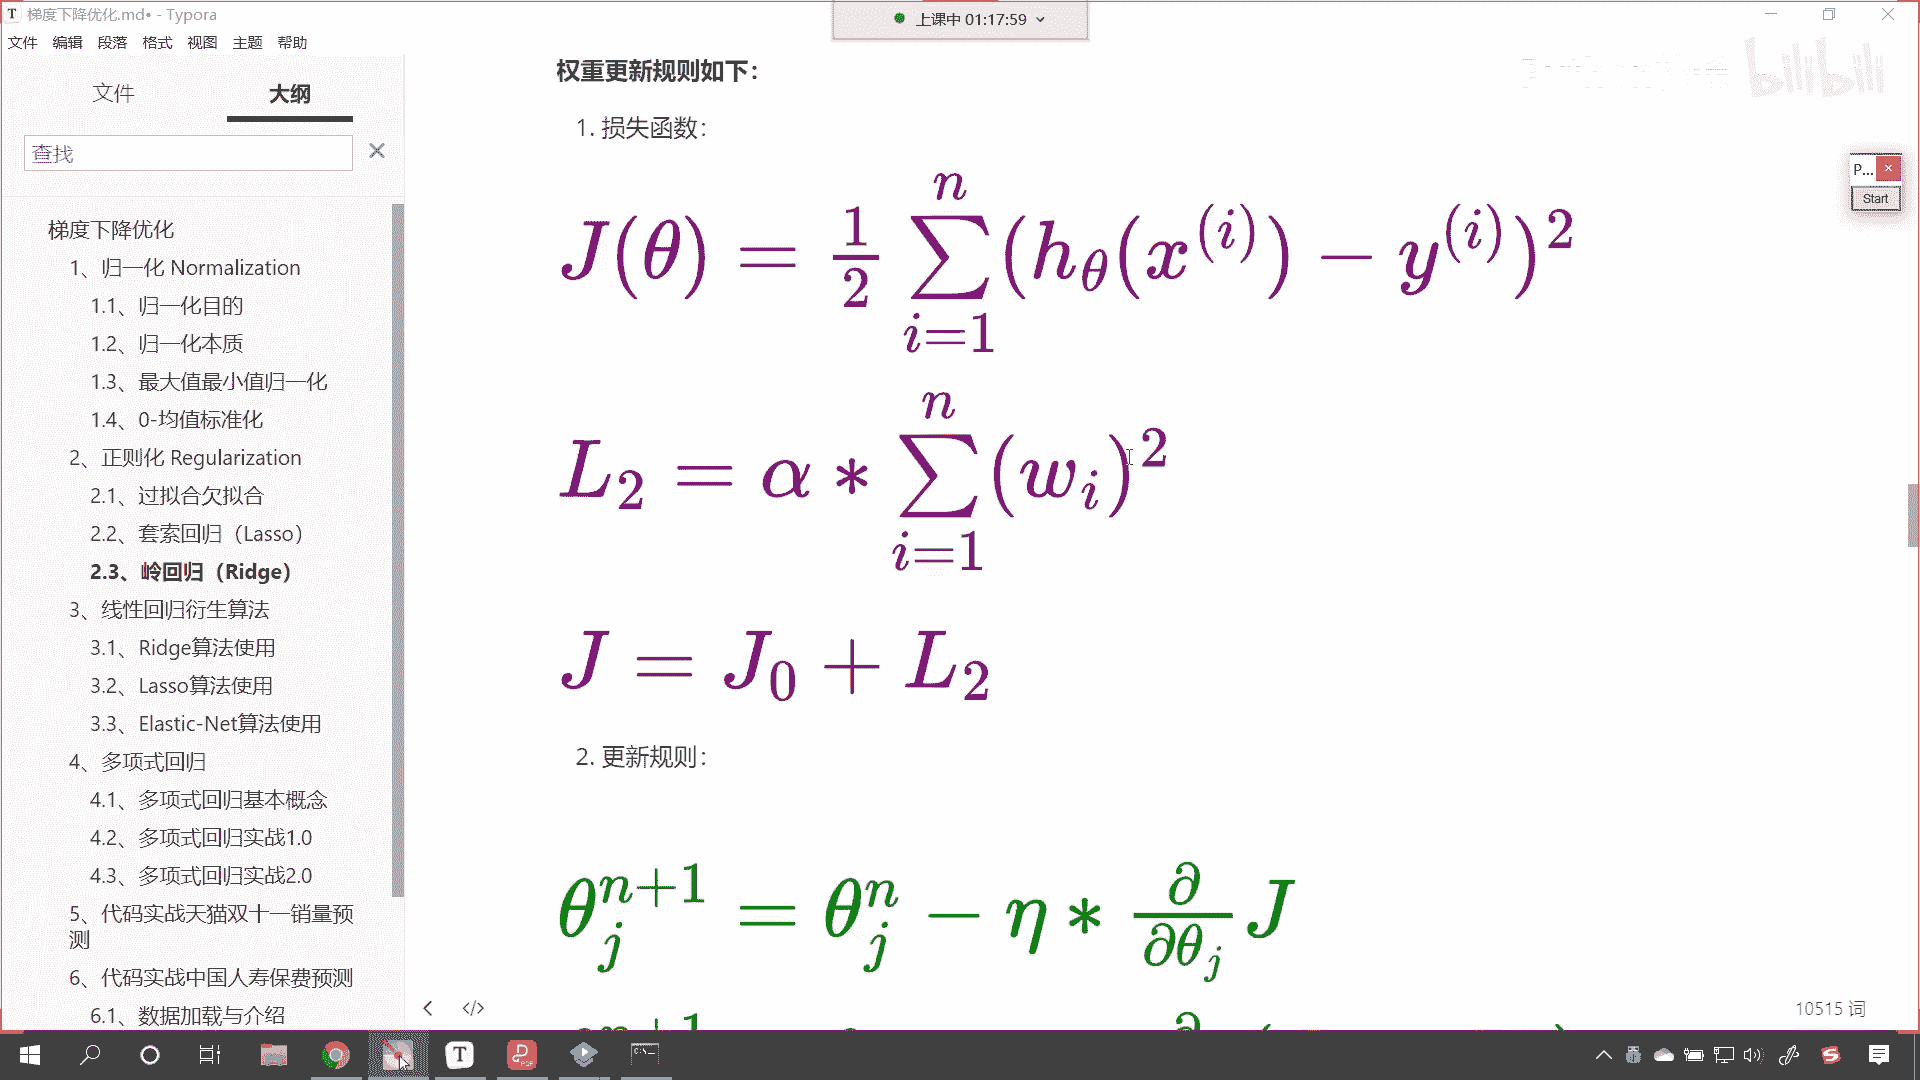 梯度下降优化.md• - Typora
上课中 01:17:59
文件 编辑 段落 格式 视图 主题 帮助
文件 大纲
查找
梯度下降优化
1、归一化 Normalization
1.1、归一化目的
1.2、归一化本质
1.3、最大值最小值归一化
1.4、0-均值标准化
2、正则化 Regularization
2.1、过拟合欠拟合
2.2、套索回归（Lasso）
2.3、岭回归（Ridge）
3、线性回归衍生算法
3.1、Ridge算法使用
3.2、Lasso算法使用
3.3、Elastic-Net算法使用
4、多项式回归
4.1、多项式回归基本概念
4.2、多项式回归实战1.0
4.3、多项式回归实战2.0
5、代码实战天猫双十一销量预
测
6、代码实战中国人寿保费预测
6.1、数据加载与介绍
权重更新规则如下：
1. 损失函数：
J(θ) = \frac{1}{2} \sum_{i=1}^{n} (h_θ(x^{(i)}) − y^{(i)})^2
L_2 = α * \sum_{i=1}^{n} (w_i)^2
J = J_0 + L_2
2. 更新规则：
θ_j^{n+1} = θ_j^n − η * \frac{∂}{∂θ_j} J
10515 词
bilibili
P...
Start